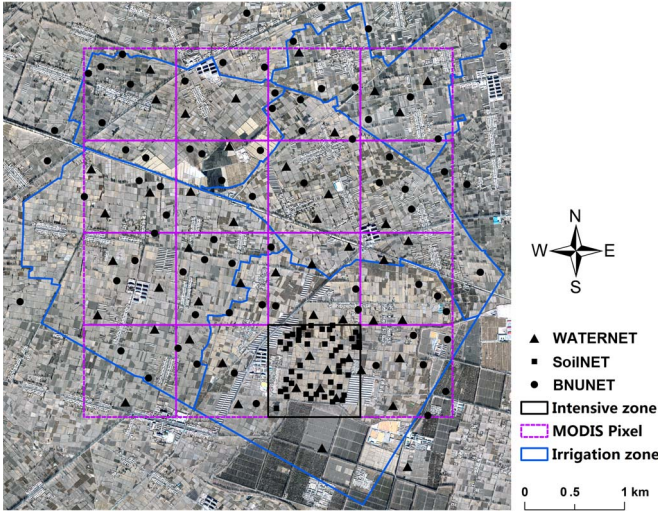 N
W E
S
WATERNET
SoilNET
BNUNET
Intensive zone
MODIS Pixel
Irrigation zone
0 0.5 1 km